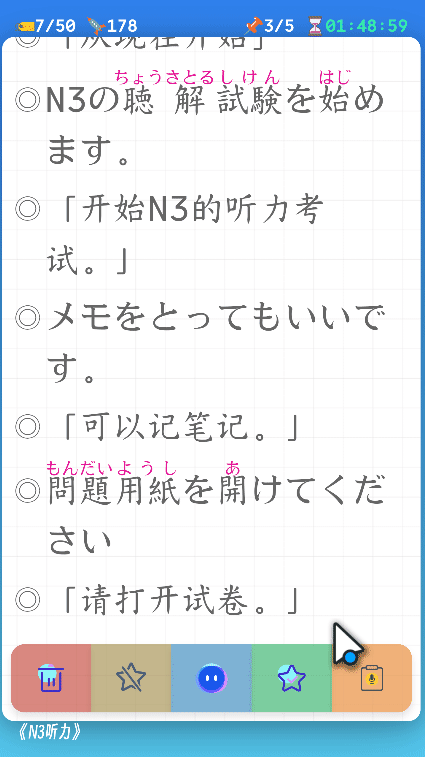 7/50 178 3/5 01:48:59
◎「从现在开始」
ちょうさとるしけん はじ
◎N3の聴解試験を始め
ます。
◎「开始N3的听力考
试。」
◎メモをとってもいいで
す。
◎「可以记笔记。」
もんだいようし あ
◎問題用紙を開けてくだ
さい
◎「请打开试卷。」
《N3听力》